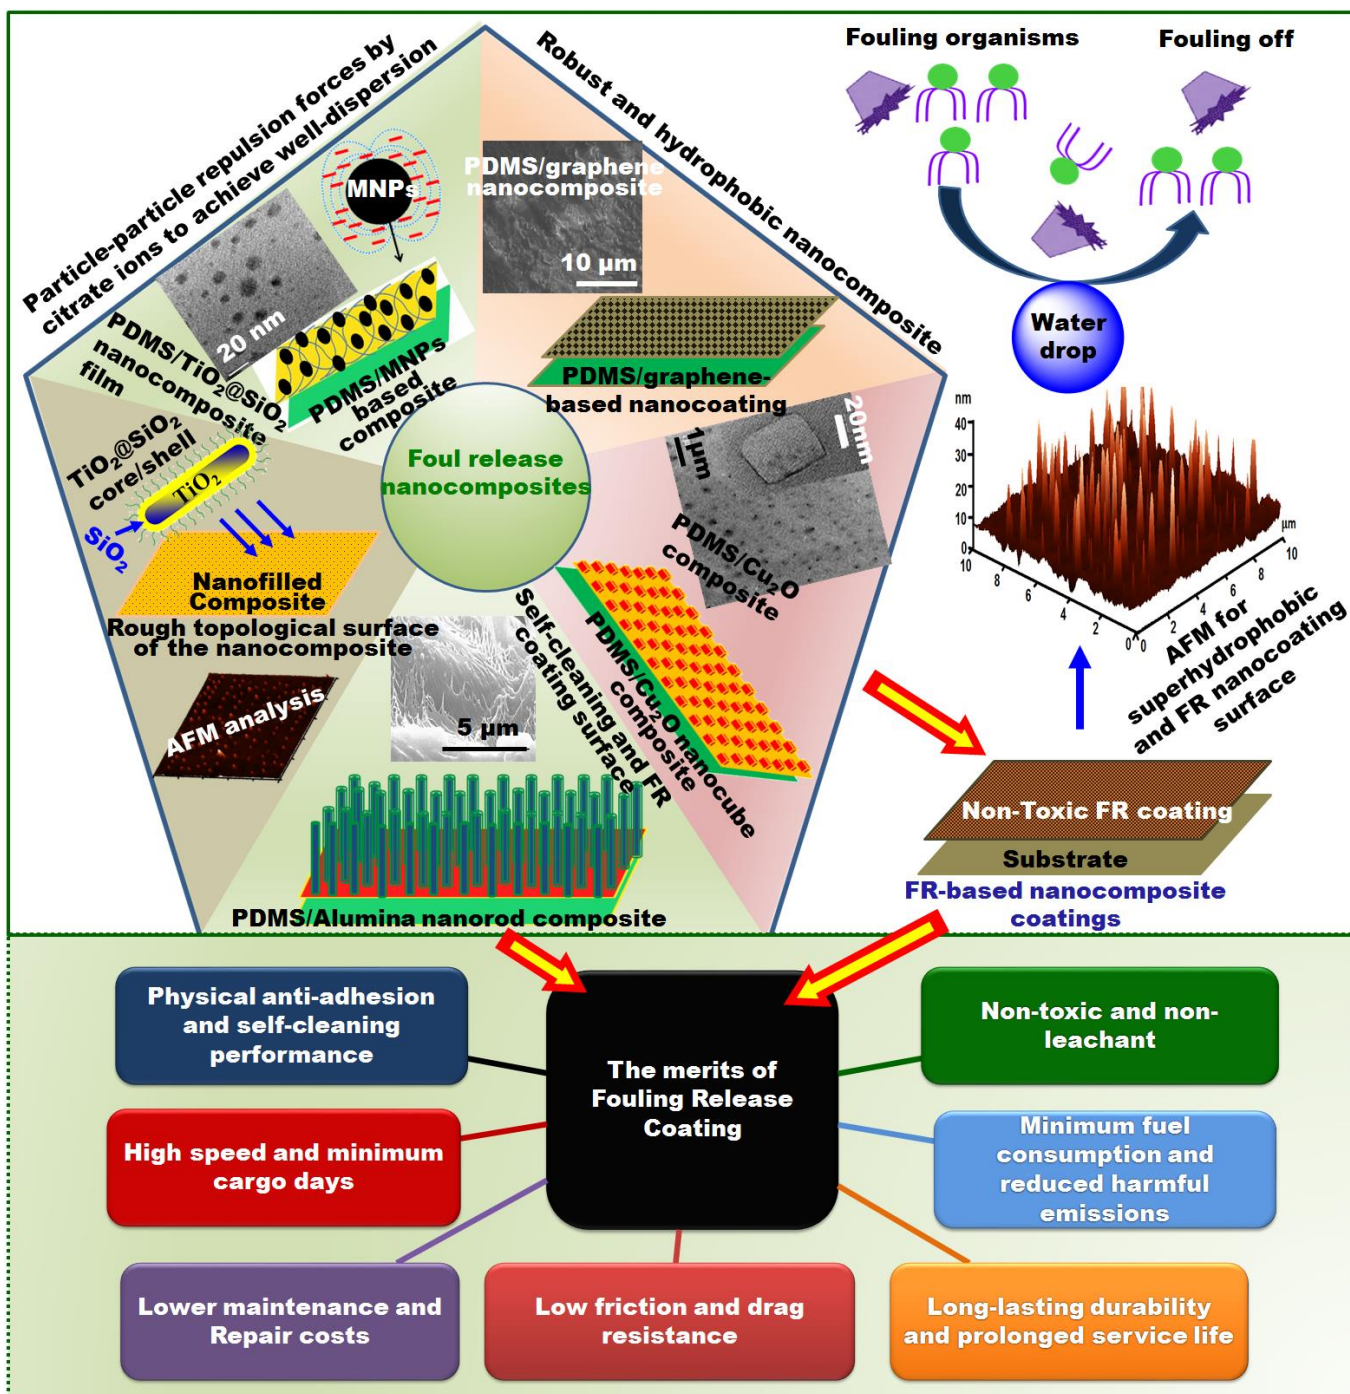 Particle-particle repulsion forces by
citrate ions to achieve well-dispersion
Robust and hydrophobic nanocomposite
Fouling organisms
Fouling off
MNPs
20 nm
PDMS/MNPs
based
composite
PDMS/graphene
nanocomposite
10 µm
PDMS/graphene-
based nanocoating
Water
drop
PDMS/TiO₂@SiO₂
nanocomposite
film
TiO₂@SiO₂
core/shell
TiO₂
SiO₂
Nanofilled
Composite
Rough topological surface
of the nanocomposite
AFM analysis
Foul release
nanocomposites
1µm
20nm
PDMS/Cu₂O
composite
PDMS/Cu₂O nanocube
composite
Self-cleaning and FR
coating surface
5 µm
PDMS/Alumina nanorod composite
nm
40
30
20
10
0
10
8
6
4
2
0
0
2
4
6
8
10
µm
AFM for
superhydrophobic
and FR nanocoating
surface
Non-Toxic FR coating
Substrate
FR-based nanocomposite
coatings
Physical anti-adhesion
and self-cleaning
performance
The merits of
Fouling Release
Coating
Non-toxic and non-
leachant
High speed and minimum
cargo days
Minimum fuel
consumption and
reduced harmful
emissions
Lower maintenance and
Repair costs
Low friction and drag
resistance
Long-lasting durability
and prolonged service life